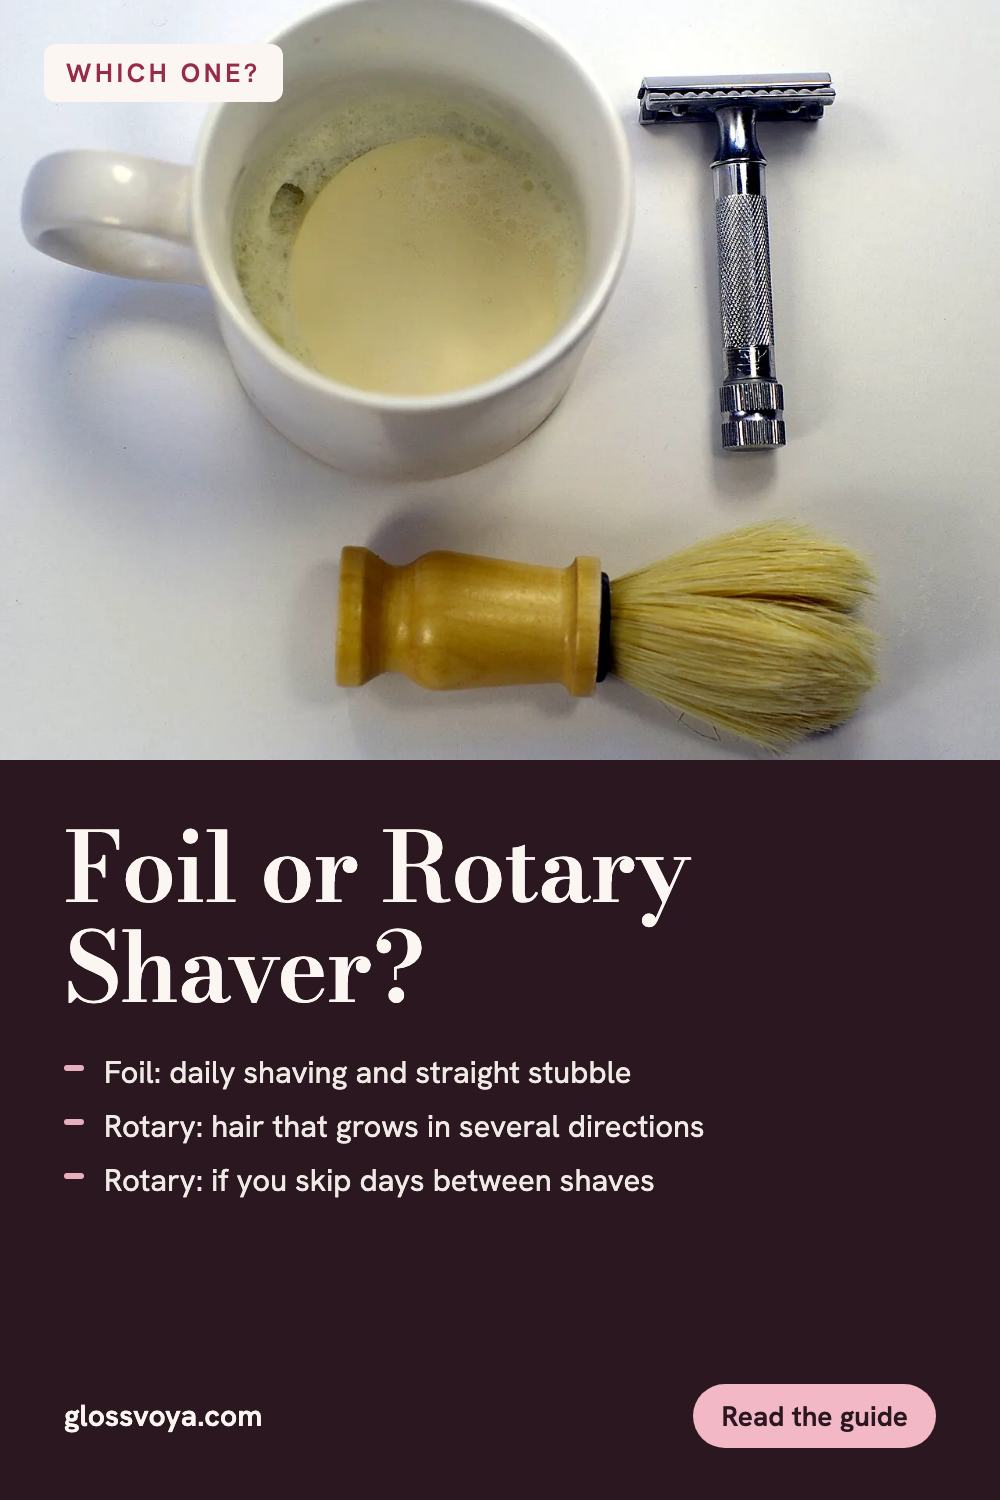 WHICH ONE?
Foil or Rotary
Shaver?
Foil: daily shaving and straight stubble
Rotary: hair that grows in several directions
Rotary: if you skip days between shaves
glossvoya.com
Read the guide